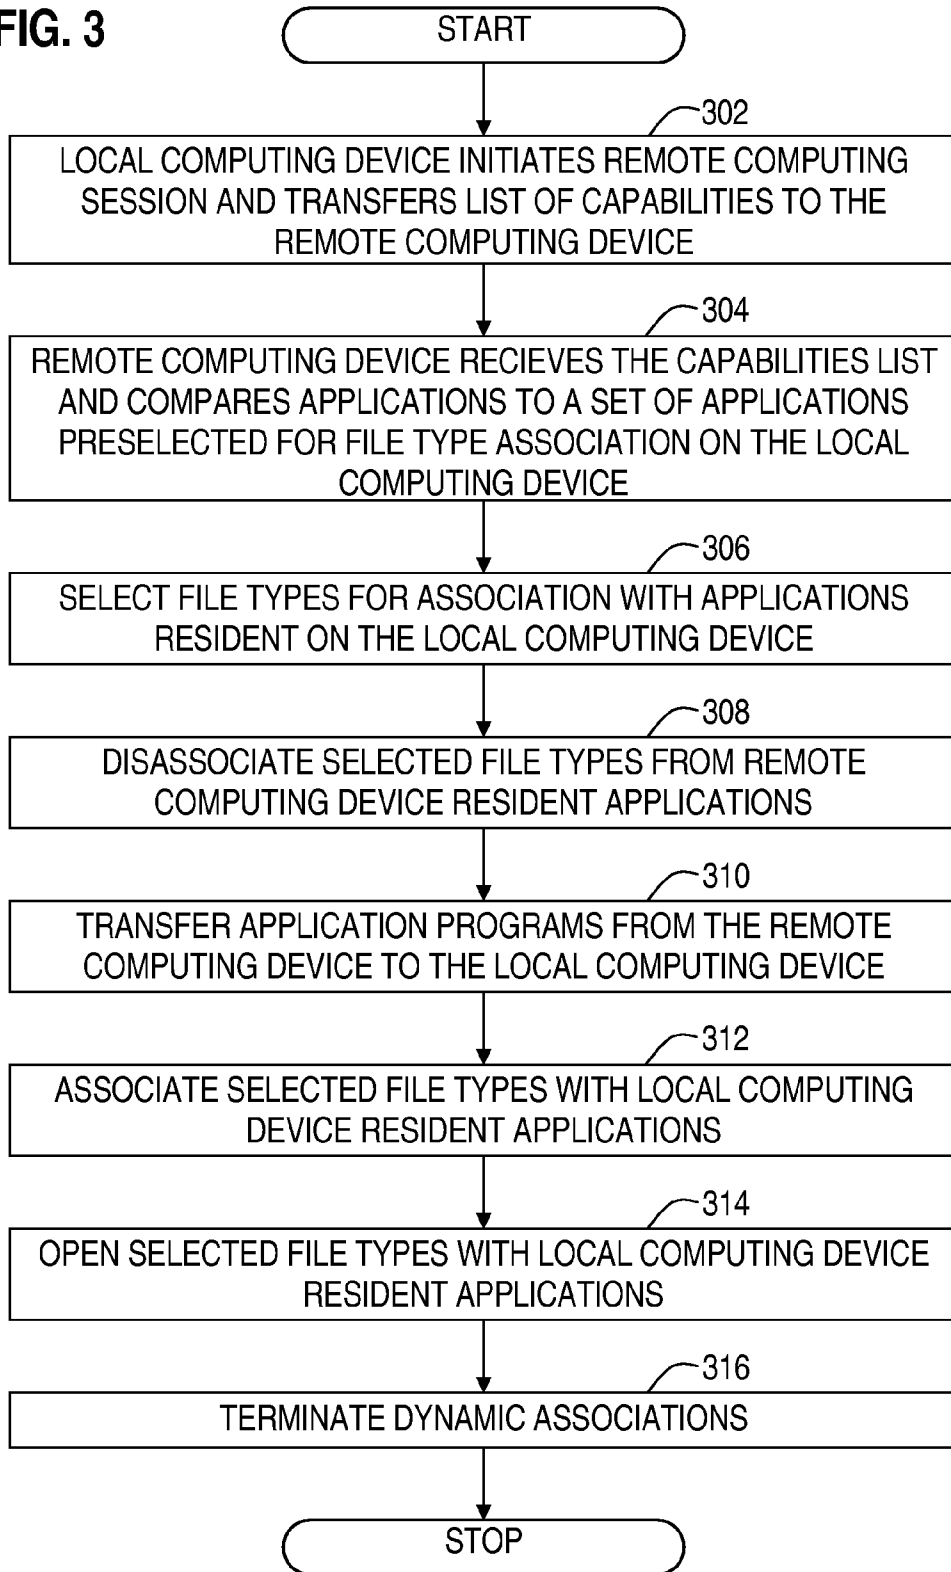 FIG. 3
START
302
LOCAL COMPUTING DEVICE INITIATES REMOTE COMPUTING
SESSION AND TRANSFERS LIST OF CAPABILITIES TO THE
REMOTE COMPUTING DEVICE
304
REMOTE COMPUTING DEVICE RECIEVES THE CAPABILITIES LIST
AND COMPARES APPLICATIONS TO A SET OF APPLICATIONS
PRESELECTED FOR FILE TYPE ASSOCIATION ON THE LOCAL
COMPUTING DEVICE
306
SELECT FILE TYPES FOR ASSOCIATION WITH APPLICATIONS
RESIDENT ON THE LOCAL COMPUTING DEVICE
308
DISASSOCIATE SELECTED FILE TYPES FROM REMOTE
COMPUTING DEVICE RESIDENT APPLICATIONS
310
TRANSFER APPLICATION PROGRAMS FROM THE REMOTE
COMPUTING DEVICE TO THE LOCAL COMPUTING DEVICE
312
ASSOCIATE SELECTED FILE TYPES WITH LOCAL COMPUTING
DEVICE RESIDENT APPLICATIONS
314
OPEN SELECTED FILE TYPES WITH LOCAL COMPUTING DEVICE
RESIDENT APPLICATIONS
316
TERMINATE DYNAMIC ASSOCIATIONS
STOP